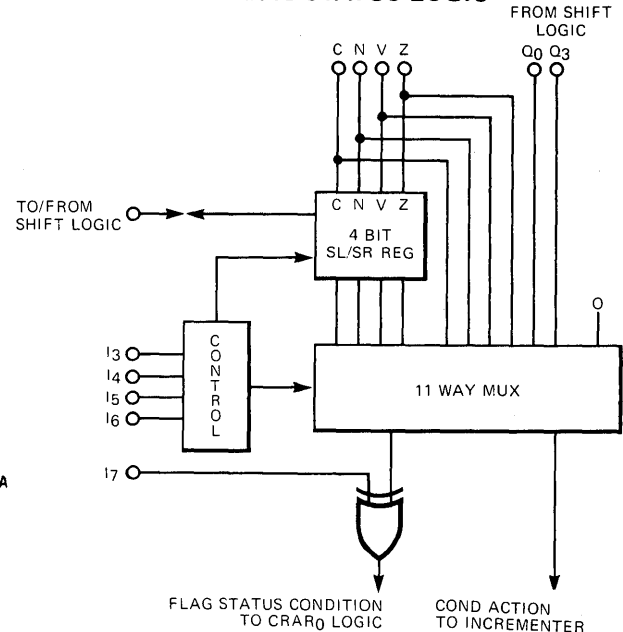 FROM SHIFT
LOGIC
C N V Z Q0 Q3
TO/FROM
SHIFT LOGIC
C N V Z
4 BIT
SL/SR REG
O
CONTROL
I3
I4
I5
I6
11 WAY MUX
I7
A
FLAG STATUS CONDITION
TO CRAR0 LOGIC
COND ACTION
TO INCREMENTER